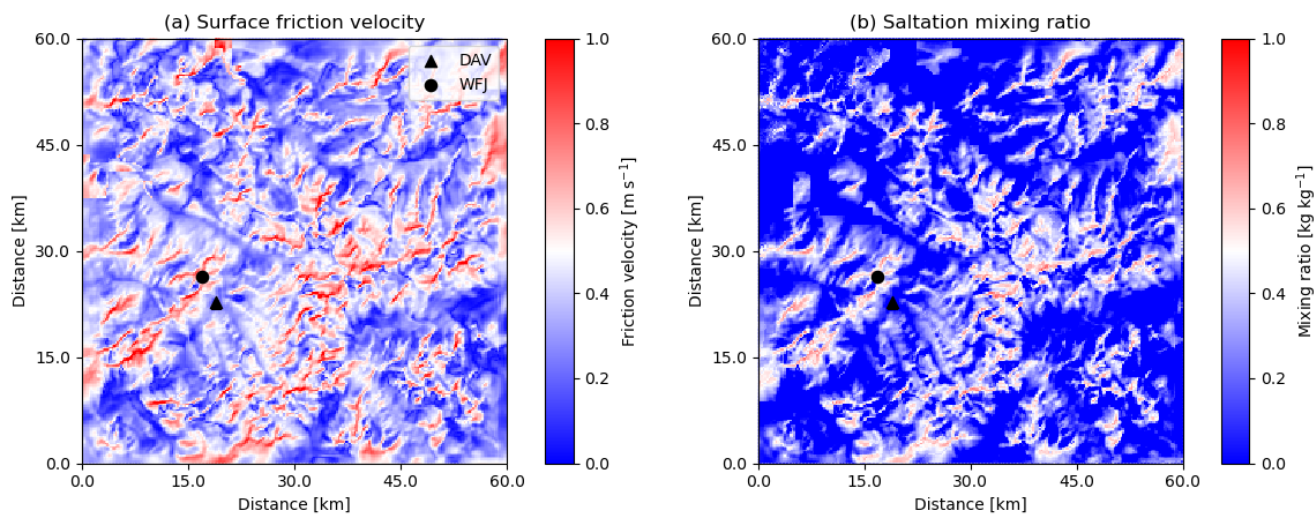 (a) Surface friction velocity
60.0
45.0
30.0
15.0
0.0
Distance [km]
0.0 15.0 30.0 45.0 60.0
Distance [km]
DAV
WFJ
1.0
0.8
0.6
0.4
0.2
0.0
Friction velocity [m s⁻¹]
(b) Saltation mixing ratio
60.0
45.0
30.0
15.0
0.0
Distance [km]
0.0 15.0 30.0 45.0 60.0
Distance [km]
DAV
WFJ
1.0
0.8
0.6
0.4
0.2
0.0
Mixing ratio [kg kg⁻¹]